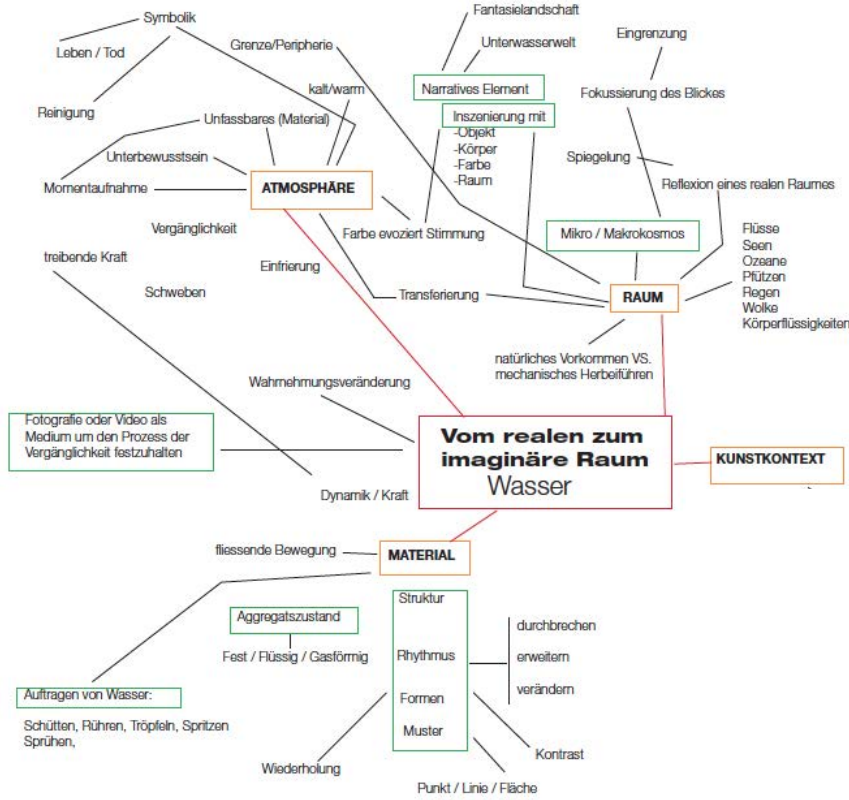 Symbolik
Leben / Tod
Reinigung
Grenze/Peripherie
kalt/warm
Unfassbares (Material)
Unterbewusstsein
Momentaufnahme
ATMOSPHÄRE
Vergänglichkeit
treibende Kraft
Einfrierung
Schweben
Fantasielandschaft
Unterwasserwelt
Narratives Element
Inszenierung mit
-Objekt
-Körper
-Farbe
-Raum
Farbe evoziert Stimmung
Transferierung
Eingrenzung
Fokussierung des Blickes
Spiegelung
Reflexion eines realen Raumes
Mikro / Makrokosmos
RAUM
Flüsse
Seen
Ozeane
Pfützen
Regen
Wolke
Körperflüssigkeiten
natürliches Vorkommen VS.
mechanisches Herbeiführen
Wahrnehmungsveränderung
Fotografie oder Video als
Medium um den Prozess der
Vergänglichkeit festzuhalten
Vom realen zum
imaginäre Raum
Wasser
KUNSTKONTEXT
Dynamik / Kraft
fliessende Bewegung
MATERIAL
Aggregatszustand
Fest / Flüssig / Gasförmig
Struktur
Rhythmus
Formen
Muster
durchbrechen
erweitern
verändern
Auftragen von Wasser:
Schütten, Rühren, Tröpfeln, Spritzen
Sprühen,
Wiederholung
Kontrast
Punkt / Linie / Fläche